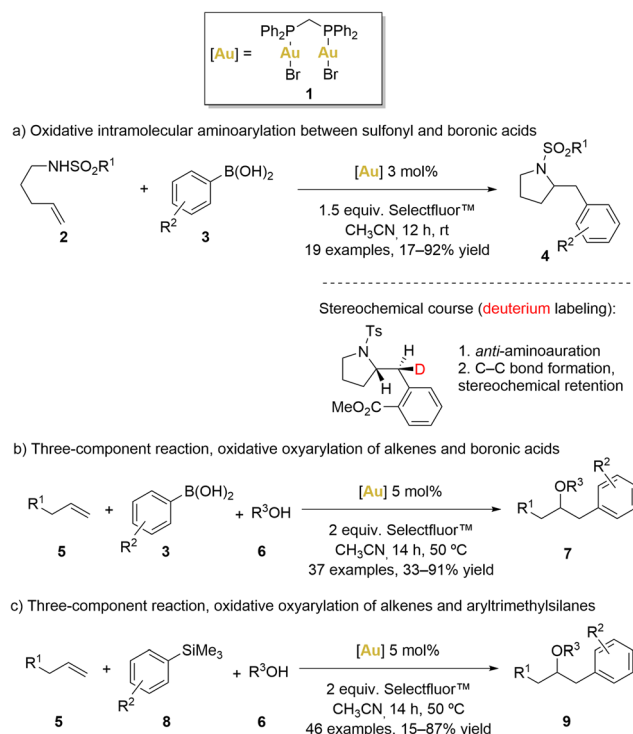 Ph2P PPh2
[Au] = Au Au
Br Br
1
a) Oxidative intramolecular aminoarylation between sulfonyl and boronic acids
NHSO2R1
2
+
B(OH)2
R2
3
[Au] 3 mol%
1.5 equiv. Selectfluor™
CH3CN, 12 h, rt
19 examples, 17–92% yield
SO2R1
N
R2
4
Stereochemical course (deuterium labeling):
Ts
N
H
D
H
MeO2C
1. anti-aminoauration
2. C–C bond formation,
stereochemical retention
b) Three-component reaction, oxidative oxyarylation of alkenes and boronic acids
R1
5
+
B(OH)2
R2
3
+ R3OH
6
[Au] 5 mol%
2 equiv. Selectfluor™
CH3CN, 14 h, 50 ºC
37 examples, 33–91% yield
R2
OR3
R1
7
c) Three-component reaction, oxidative oxyarylation of alkenes and aryltrimethylsilanes
R1
5
+
SiMe3
R2
8
+ R3OH
6
[Au] 5 mol%
2 equiv. Selectfluor™
CH3CN, 14 h, 50 ºC
46 examples, 15–87% yield
R2
OR3
R1
9